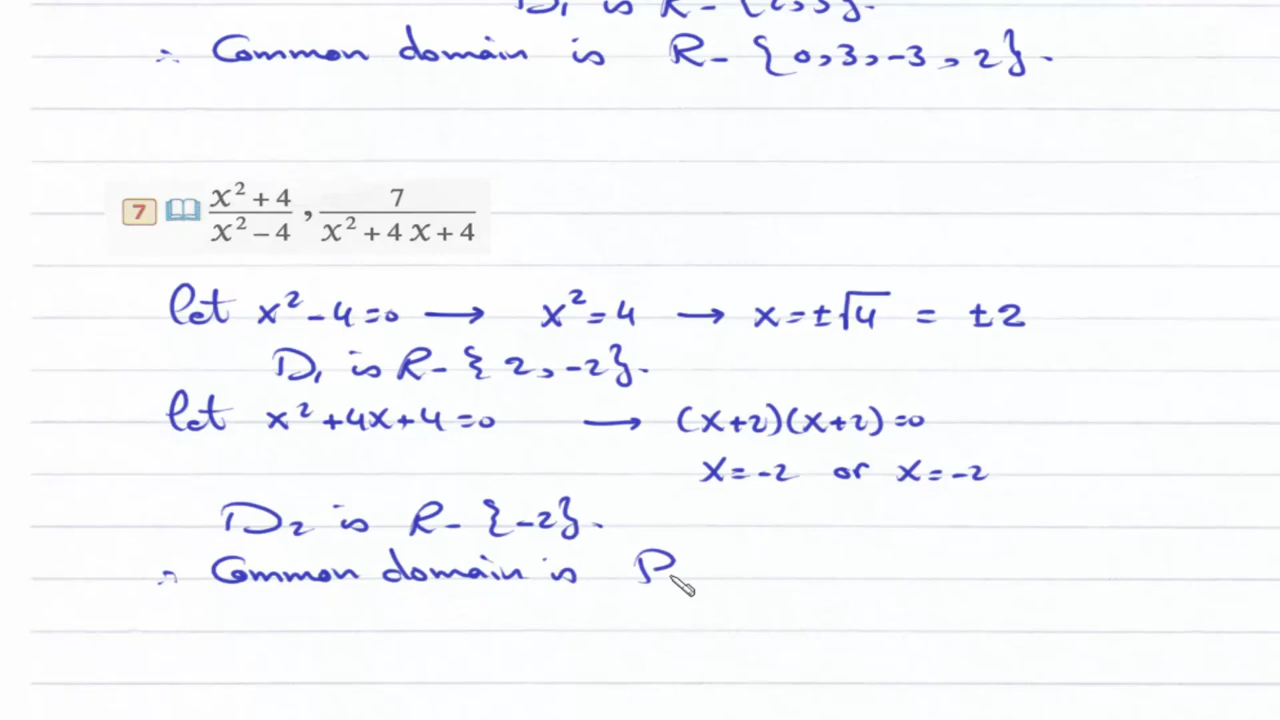 D₁ is R- {
∴ Common domain is R- {0,3,-3,2}.
7 x²+4/x²-4 , 7/x²+4x+4
let x²-4=0 → x²=4 → x=±√4 = ±2
D₁ is R- {2,-2}.
let x²+4x+4=0 → (x+2)(x+2)=0
x=-2 or x=-2
D₂ is R- {-2}.
∴ Common domain is R